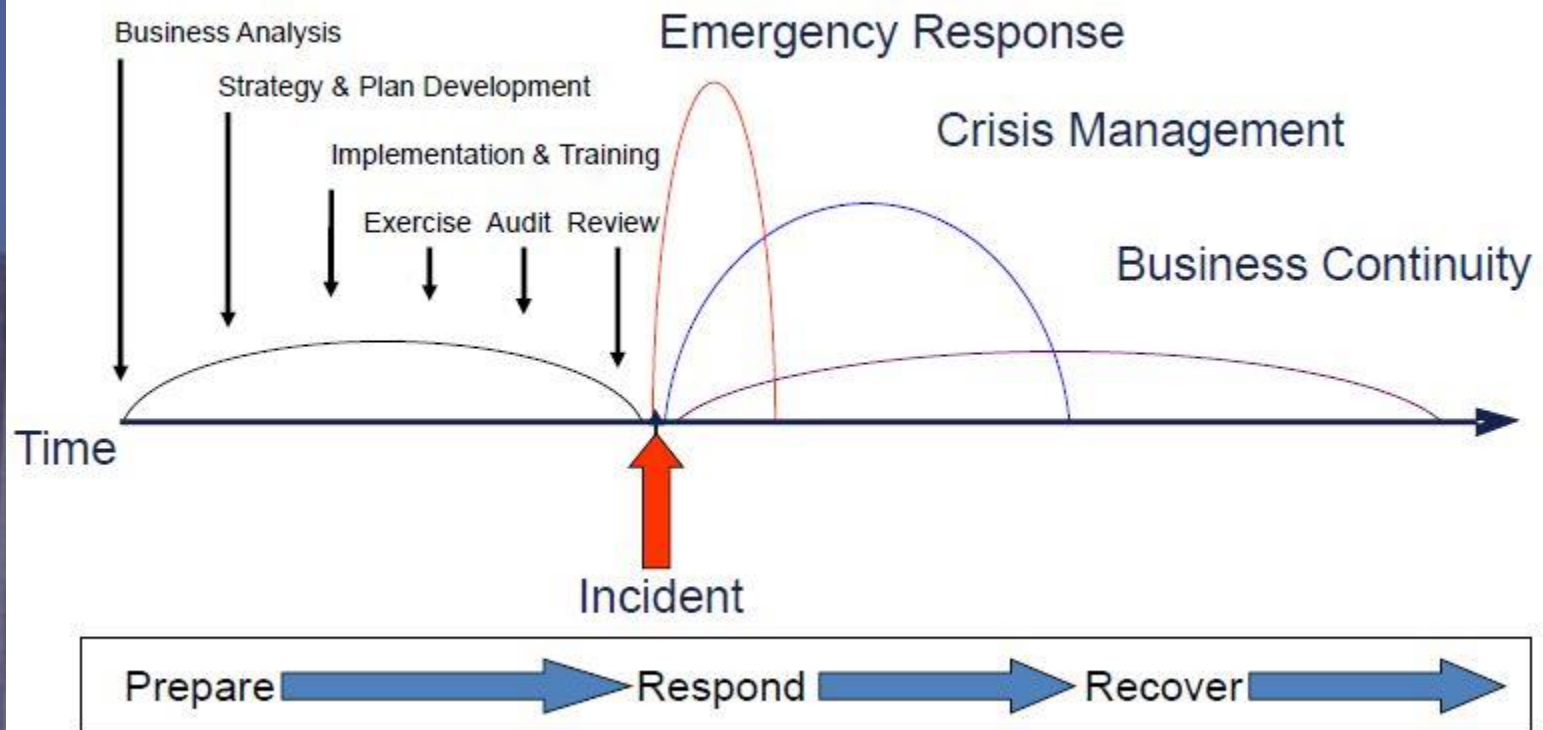 Business Analysis
Emergency Response
Strategy & Plan Development
Crisis Management
Implementation & Training
Exercise Audit Review
Business Continuity
Time
Incident
Prepare Respond Recover